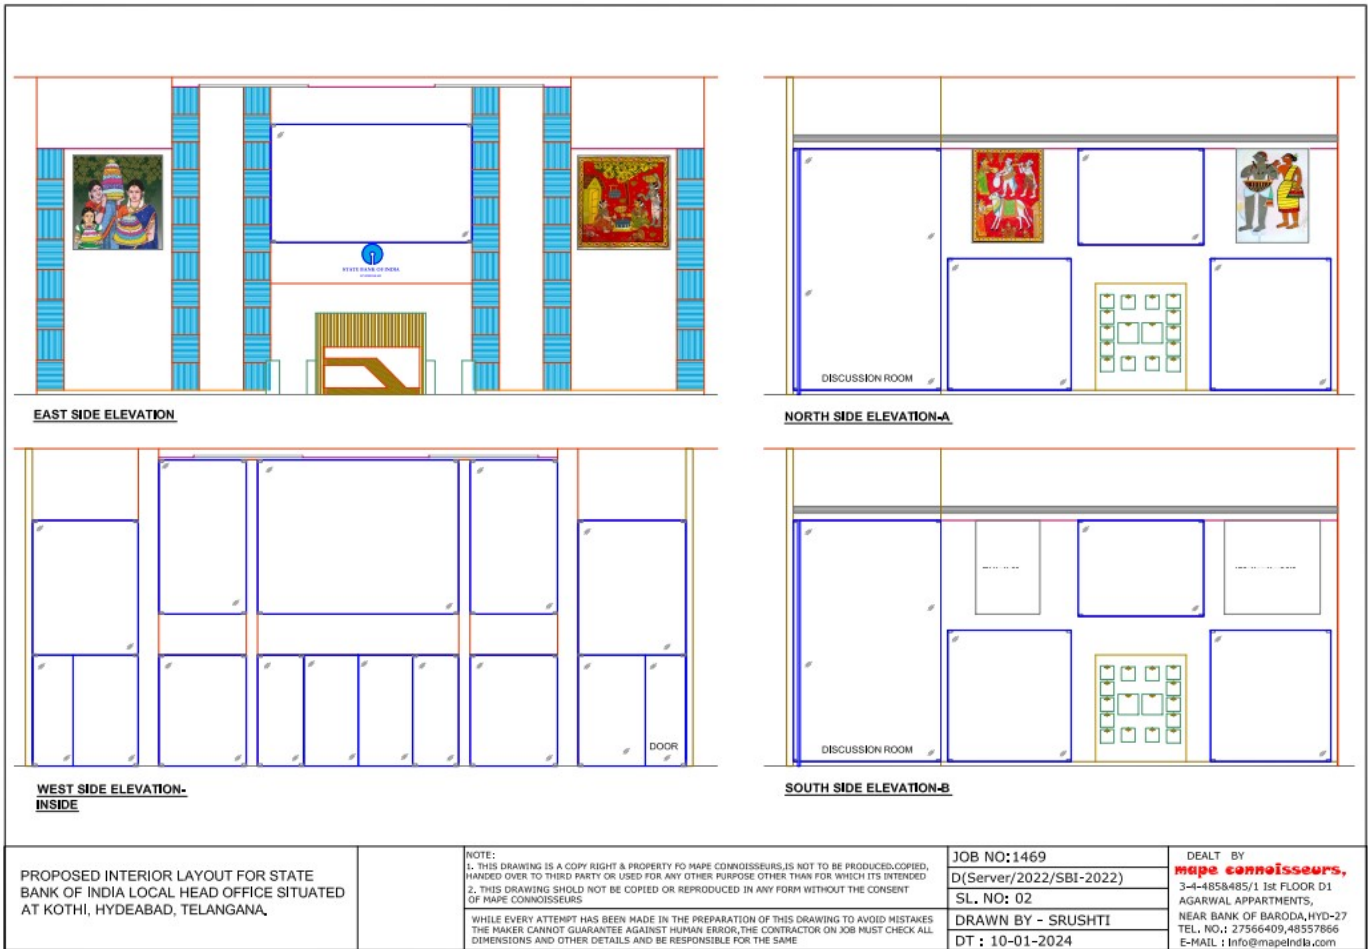 STATE BANK OF INDIA
EAST SIDE ELEVATION
DISCUSSION ROOM
NORTH SIDE ELEVATION-A
DOOR
WEST SIDE ELEVATION-
INSIDE
DISCUSSION ROOM
SOUTH SIDE ELEVATION-B
PROPOSED INTERIOR LAYOUT FOR STATE
BANK OF INDIA LOCAL HEAD OFFICE SITUATED
AT KOTHI, HYDEABAD, TELANGANA.
NOTE:
1. THIS DRAWING IS A COPY RIGHT & PROPERTY FO MAPE CONNOISSEURS,IS NOT TO BE PRODUCED,COPIED,
HANDED OVER TO THIRD PARTY OR USED FOR ANY OTHER PURPOSE OTHER THAN FOR WHICH ITS INTENDED
2. THIS DRAWING SHOLD NOT BE COPIED OR REPRODUCED IN ANY FORM WITHOUT THE CONSENT
OF MAPE CONNOISSEURS
WHILE EVERY ATTEMPT HAS BEEN MADE IN THE PREPARATION OF THIS DRAWING TO AVOID MISTAKES
THE MAKER CANNOT GUARANTEE AGAINST HUMAN ERROR,THE CONTRACTOR ON JOB MUST CHECK ALL
DIMENSIONS AND OTHER DETAILS AND BE RESPONSIBLE FOR THE SAME
JOB NO:1469
D(Server/2022/SBI-2022)
SL. NO: 02
DRAWN BY - SRUSHTI
DT : 10-01-2024
DEALT BY
mape connoisseurs,
3-4-485&485/1 Ist FLOOR D1
AGARWAL APPARTMENTS,
NEAR BANK OF BARODA,HYD-27
TEL. NO.: 27566409,48557866
E-MAIL : Info@mapeindia.com